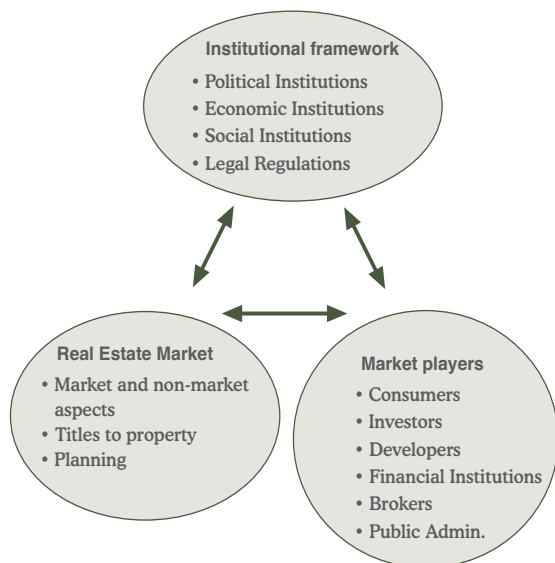 Institutional framework
• Political Institutions
• Economic Institutions
• Social Institutions
• Legal Regulations
Real Estate Market
• Market and non-market
aspects
• Titles to property
• Planning
Market players
• Consumers
• Investors
• Developers
• Financial Institutions
• Brokers
• Public Admin.